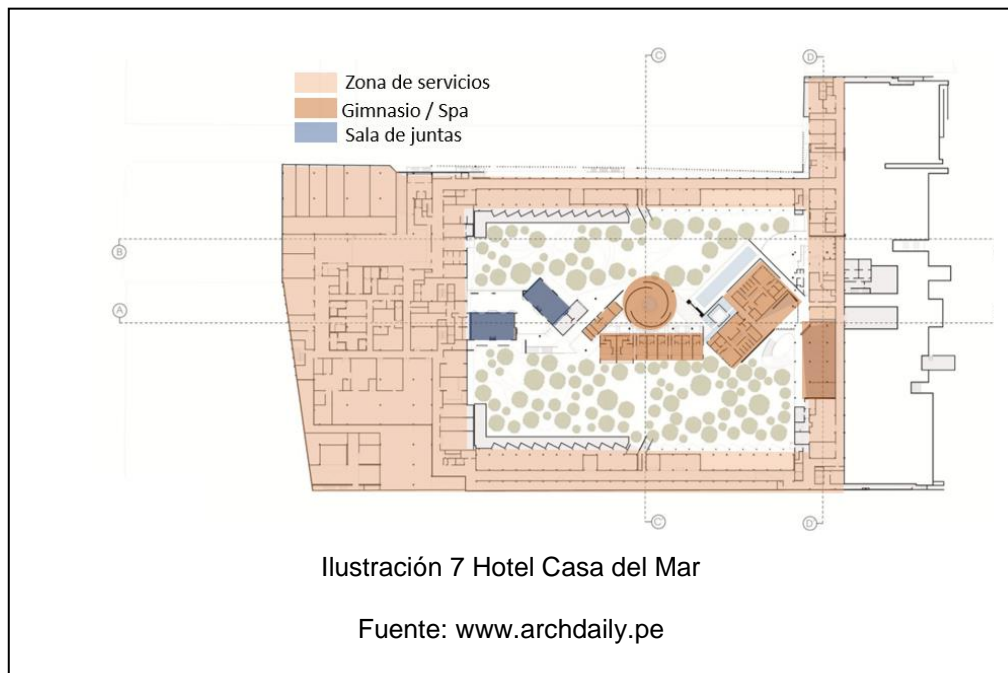 C
D
Zona de servicios
Gimnasio / Spa
Sala de juntas
B
A
C'
D'
Ilustración 7 Hotel Casa del Mar
Fuente: www.archdaily.pe